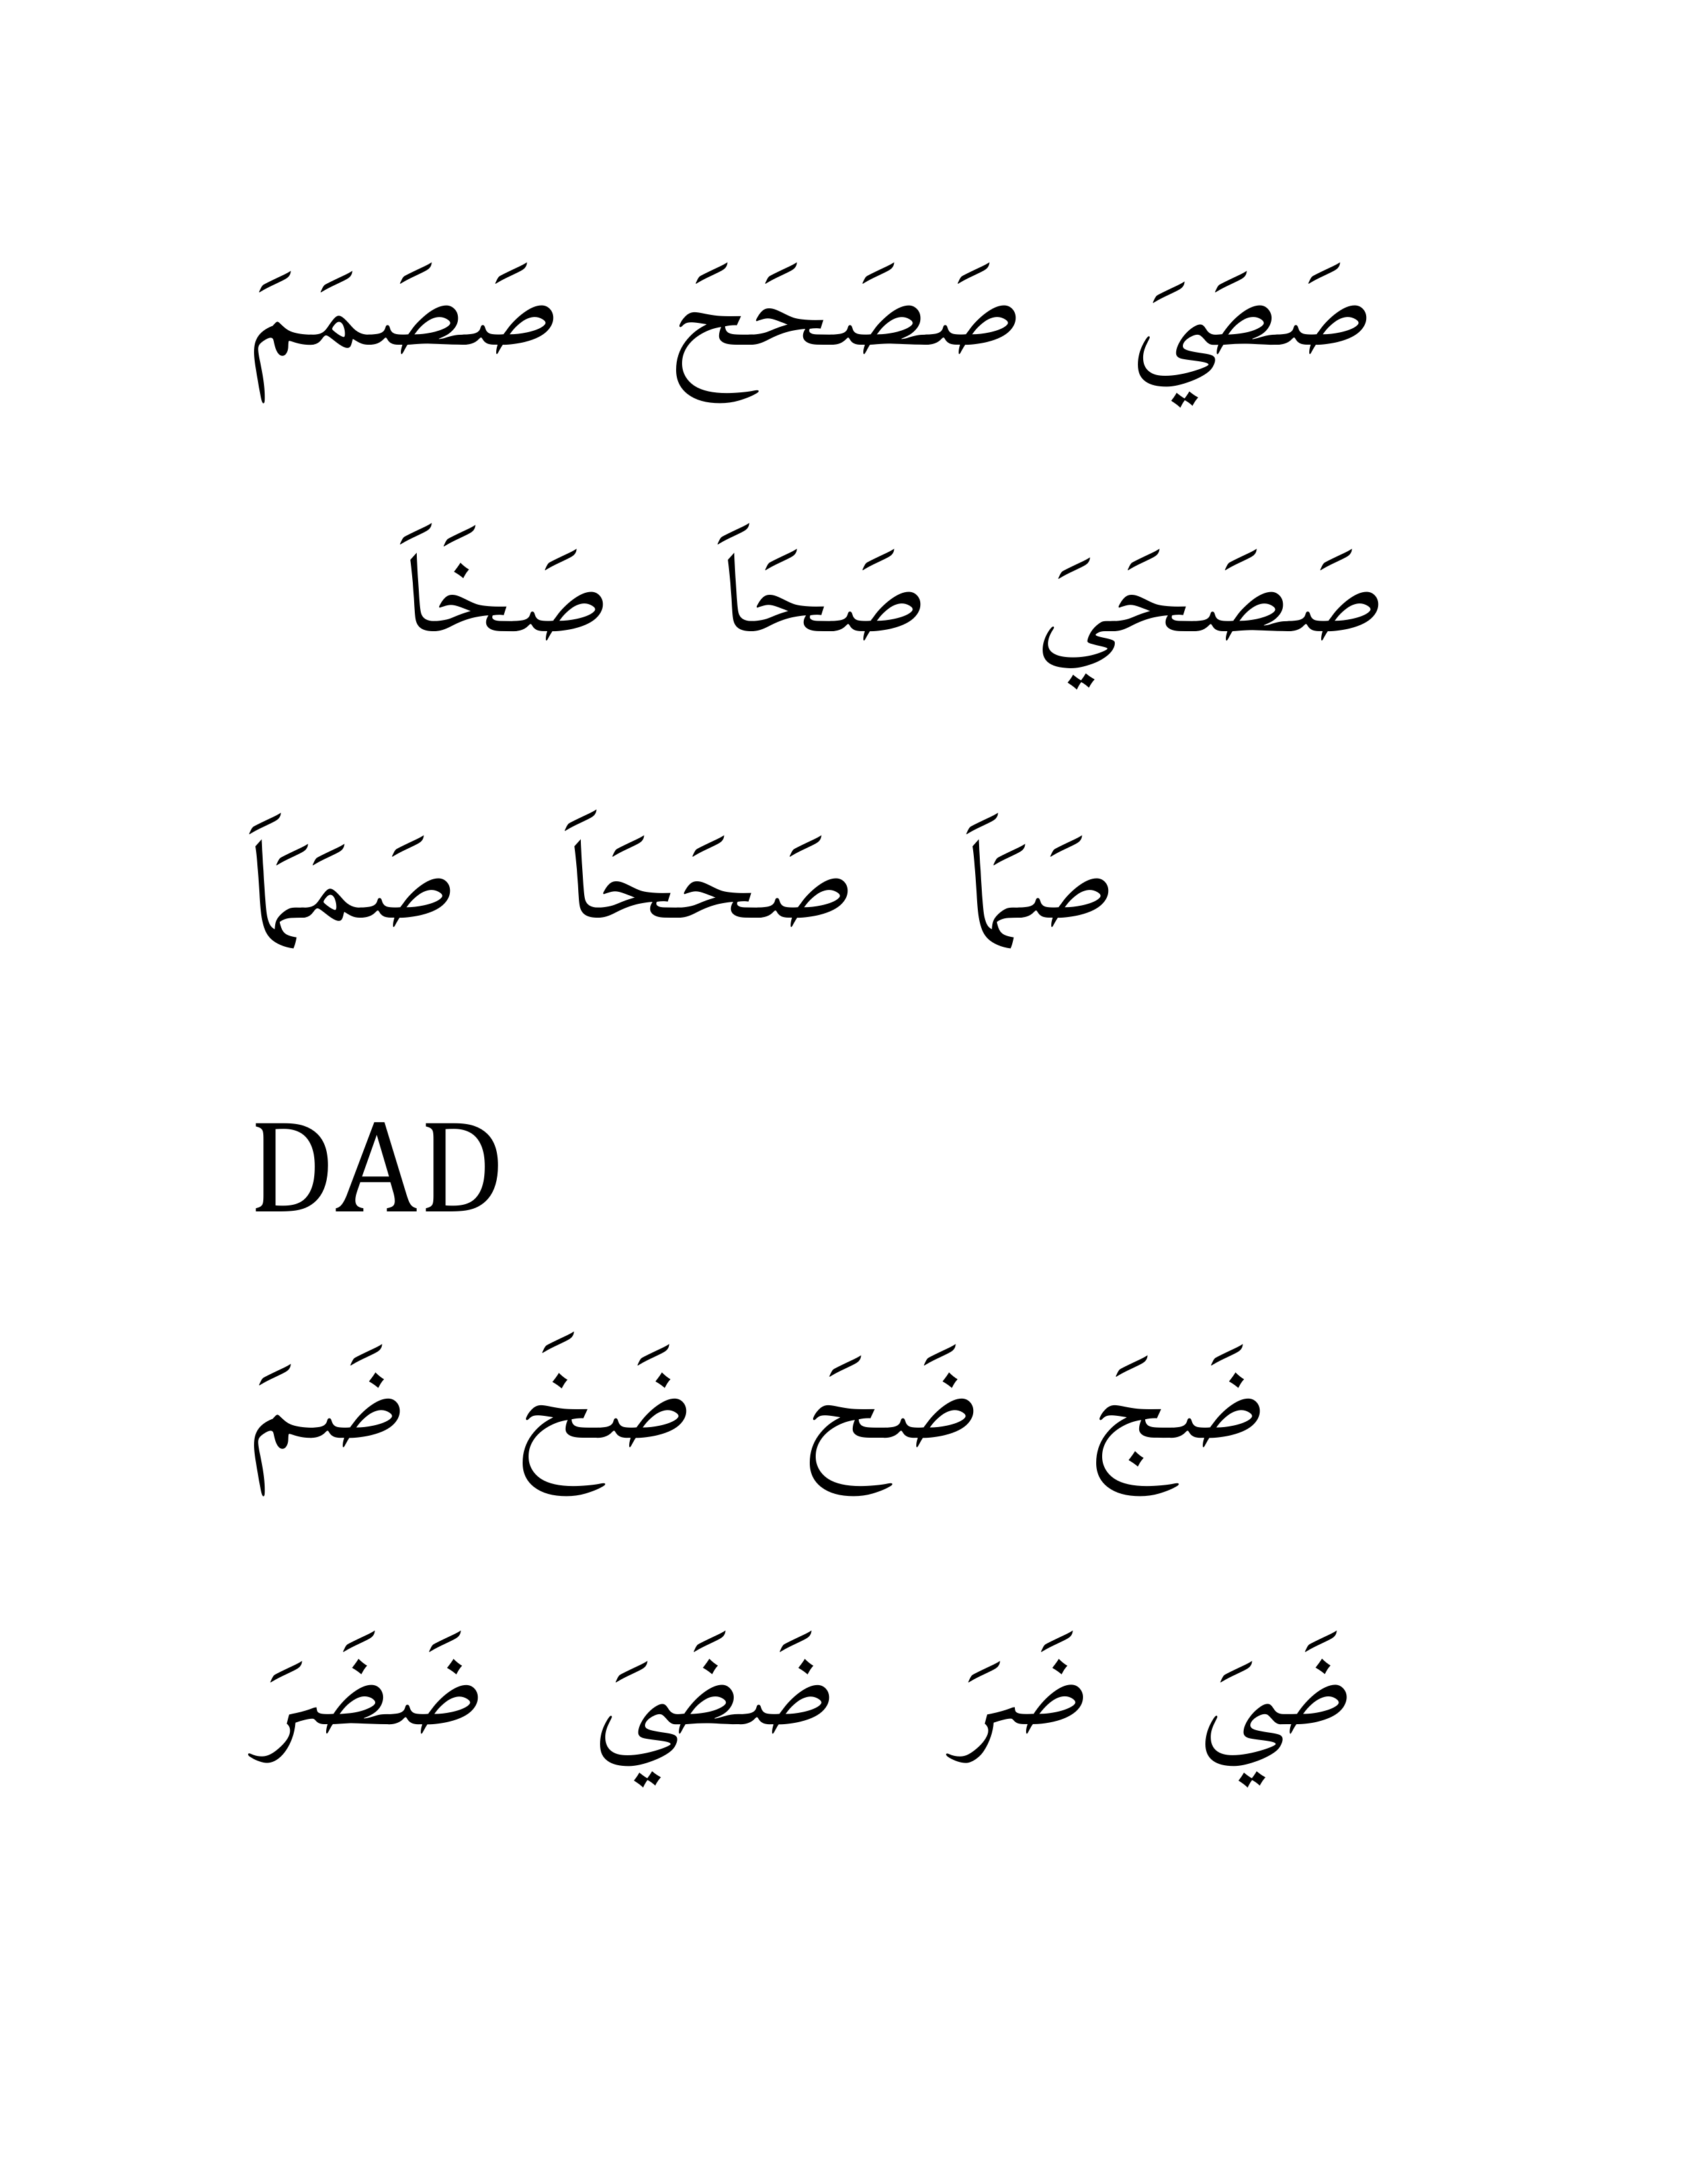 صَصَيَ صَصَحَحَ صَصَمَمَ
صَصَحَيَ صَحَاَ صَخَاَ
صَمَاَ صَحَحَاَ صَمَمَاَ
DAD
ضَجَ ضَحَ ضَخَ ضَمَ
ضَيَ ضَرَ ضَضَيَ ضَضَرَ